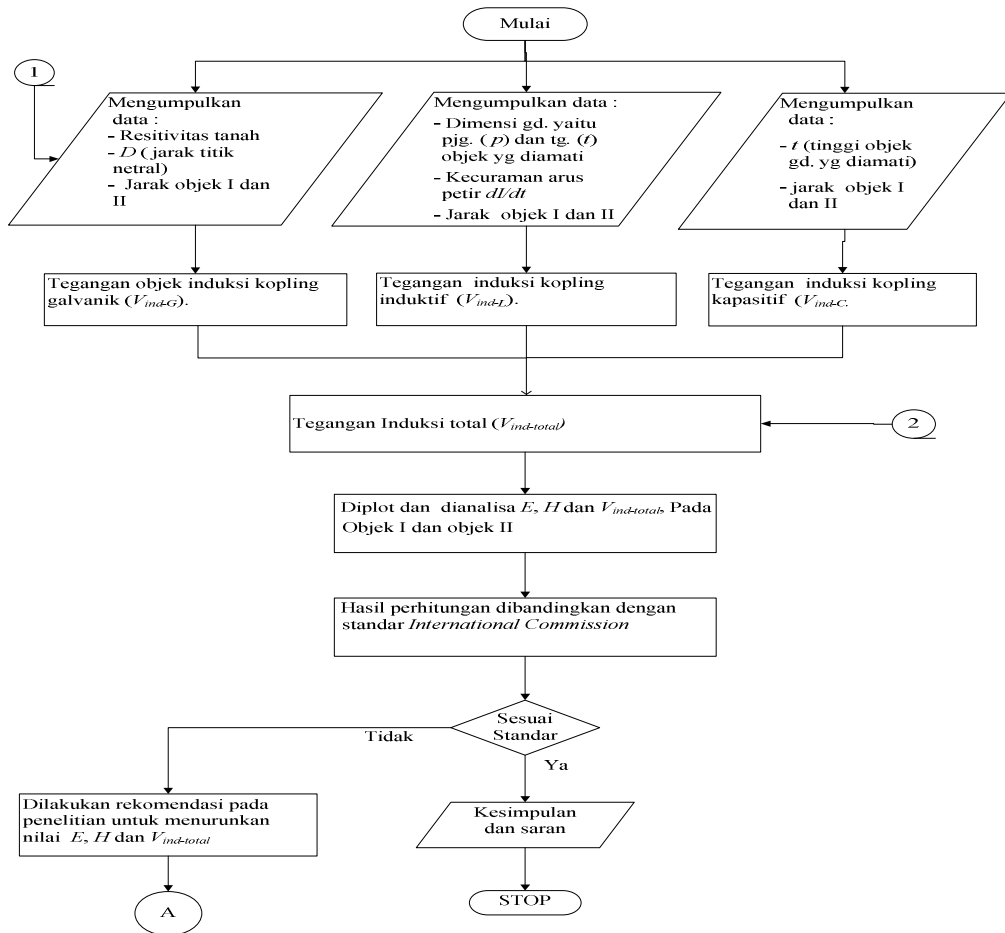 Mulai
1
Mengumpulkan
data :
- Resitivitas tanah
- D ( jarak titik
netral)
- Jarak objek I dan
II
Mengumpulkan data :
- Dimensi gd. yaitu
pjg. ( p) dan tg. (t)
objek yg diamati
- Kecuraman arus
petir dI/dt
- Jarak objek I dan II
Mengumpulkan
data :
- t (tinggi objek
gd. yg diamati)
- jarak objek I
dan II
Tegangan objek induksi kopling
galvanik (Vind-G).
Tegangan induksi kopling
induktif (Vind-L).
Tegangan induksi kopling
kapasitif (Vind-C.
Tegangan Induksi total (Vind-total)
2
Diplot dan dianalisa E, H dan Vind-total, Pada
Objek I dan objek II
Hasil perhitungan dibandingkan dengan
standar International Commission
Sesuai
Standar
Tidak
Ya
Dilakukan rekomendasi pada
penelitian untuk menurunkan
nilai E, H dan Vind-total
Kesimpulan
dan saran
A
STOP